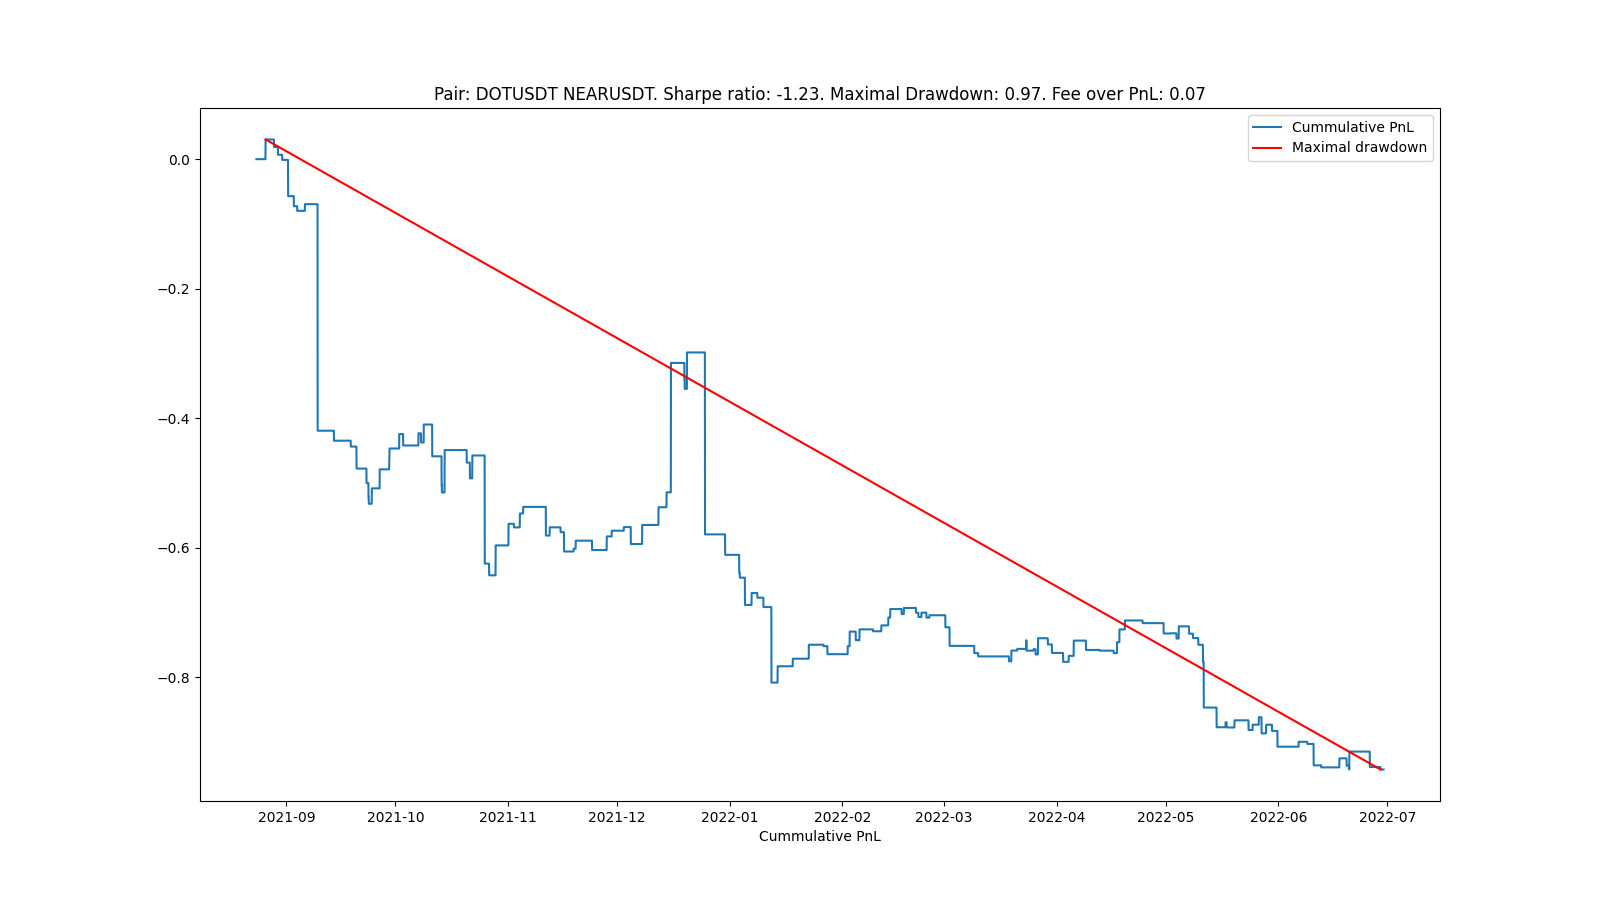 Pair: DOTUSDT NEARUSDT. Sharpe ratio: -1.23. Maximal Drawdown: 0.97. Fee over PnL: 0.07
Cummulative PnL
Maximal drawdown
0.0
−0.2
−0.4
−0.6
−0.8
2021-09 2021-10 2021-11 2021-12 2022-01 2022-02 2022-03 2022-04 2022-05 2022-06 2022-07
Cummulative PnL